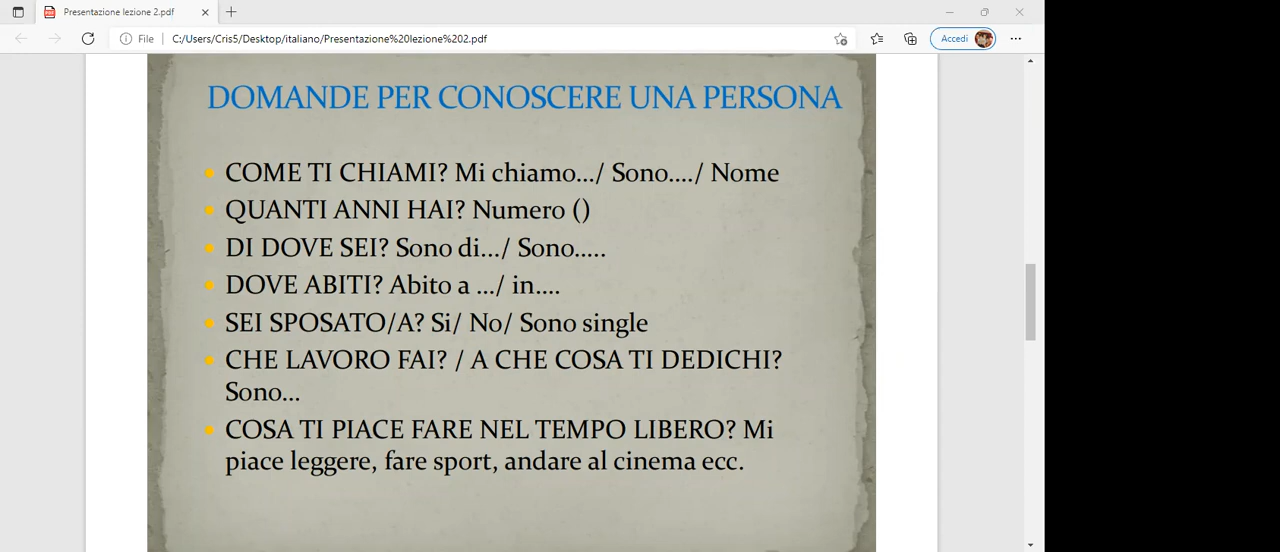 Presentazione lezione 2.pdf
File
C:/Users/Cris5/Desktop/italiano/Presentazione%20lezione%202.pdf
Accedi
DOMANDE PER CONOSCERE UNA PERSONA
COME TI CHIAMI? Mi chiamo.../ Sono..../ Nome
QUANTI ANNI HAI? Numero ()
DI DOVE SEI? Sono di.../ Sono.....
DOVE ABITI? Abito a .../ in....
SEI SPOSATO/A? Si/ No/ Sono single
CHE LAVORO FAI? / A CHE COSA TI DEDICHI?
Sono...
COSA TI PIACE FARE NEL TEMPO LIBERO? Mi
piace leggere, fare sport, andare al cinema ecc.